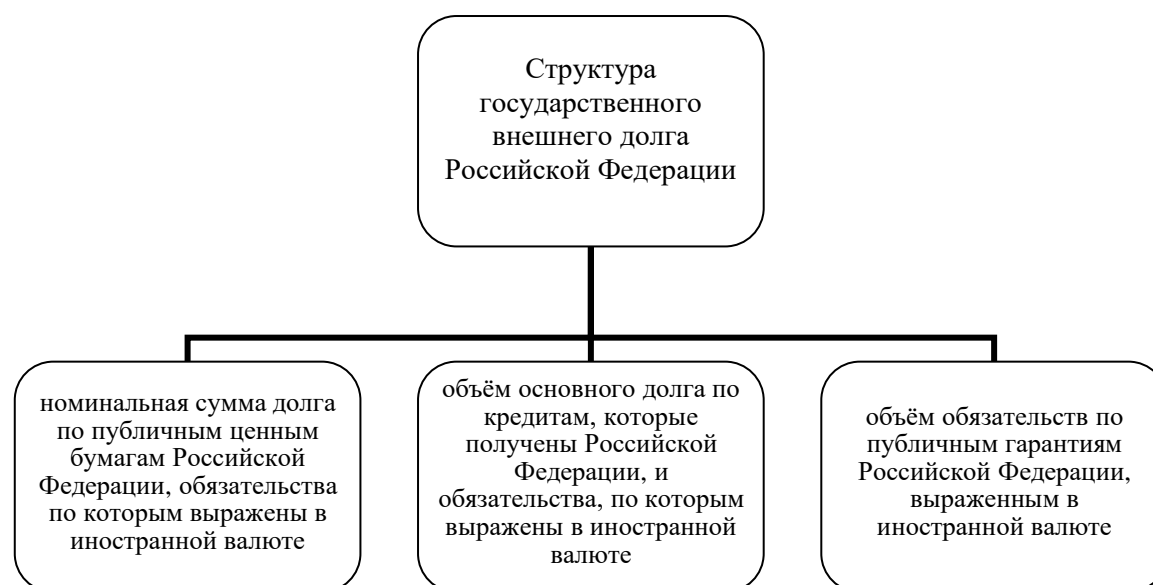 Структура
государственного
внешнего долга
Российской Федерации
номинальная сумма долга
по публичным ценным
бумагам Российской
Федерации, обязательства
по которым выражены в
иностранной валюте
объём основного долга по
кредитам, которые
получены Российской
Федерации, и
обязательства, по которым
выражены в иностранной
валюте
объём обязательств по
публичным гарантиям
Российской Федерации,
выраженным в
иностранной валюте